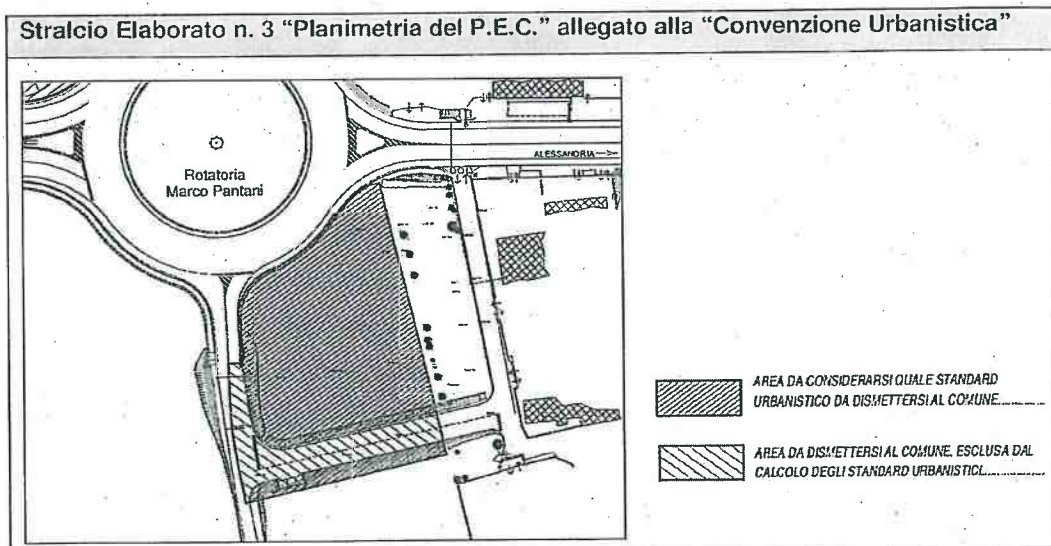 Stralcio Elaborato n. 3 “Planimetria del P.E.C.” allegato alla “Convenzione Urbanistica”
ALESSANDRIA
Rotatoria
Marco Pantani
AREA DA CONSIDERARSI QUALE STANDARD
URBANISTICO DA DISMETTERSI AL COMUNE
AREA DA DISMETTERSI AL COMUNE, ESCLUSA DAL
CALCOLO DEGLI STANDARD URBANISTICI